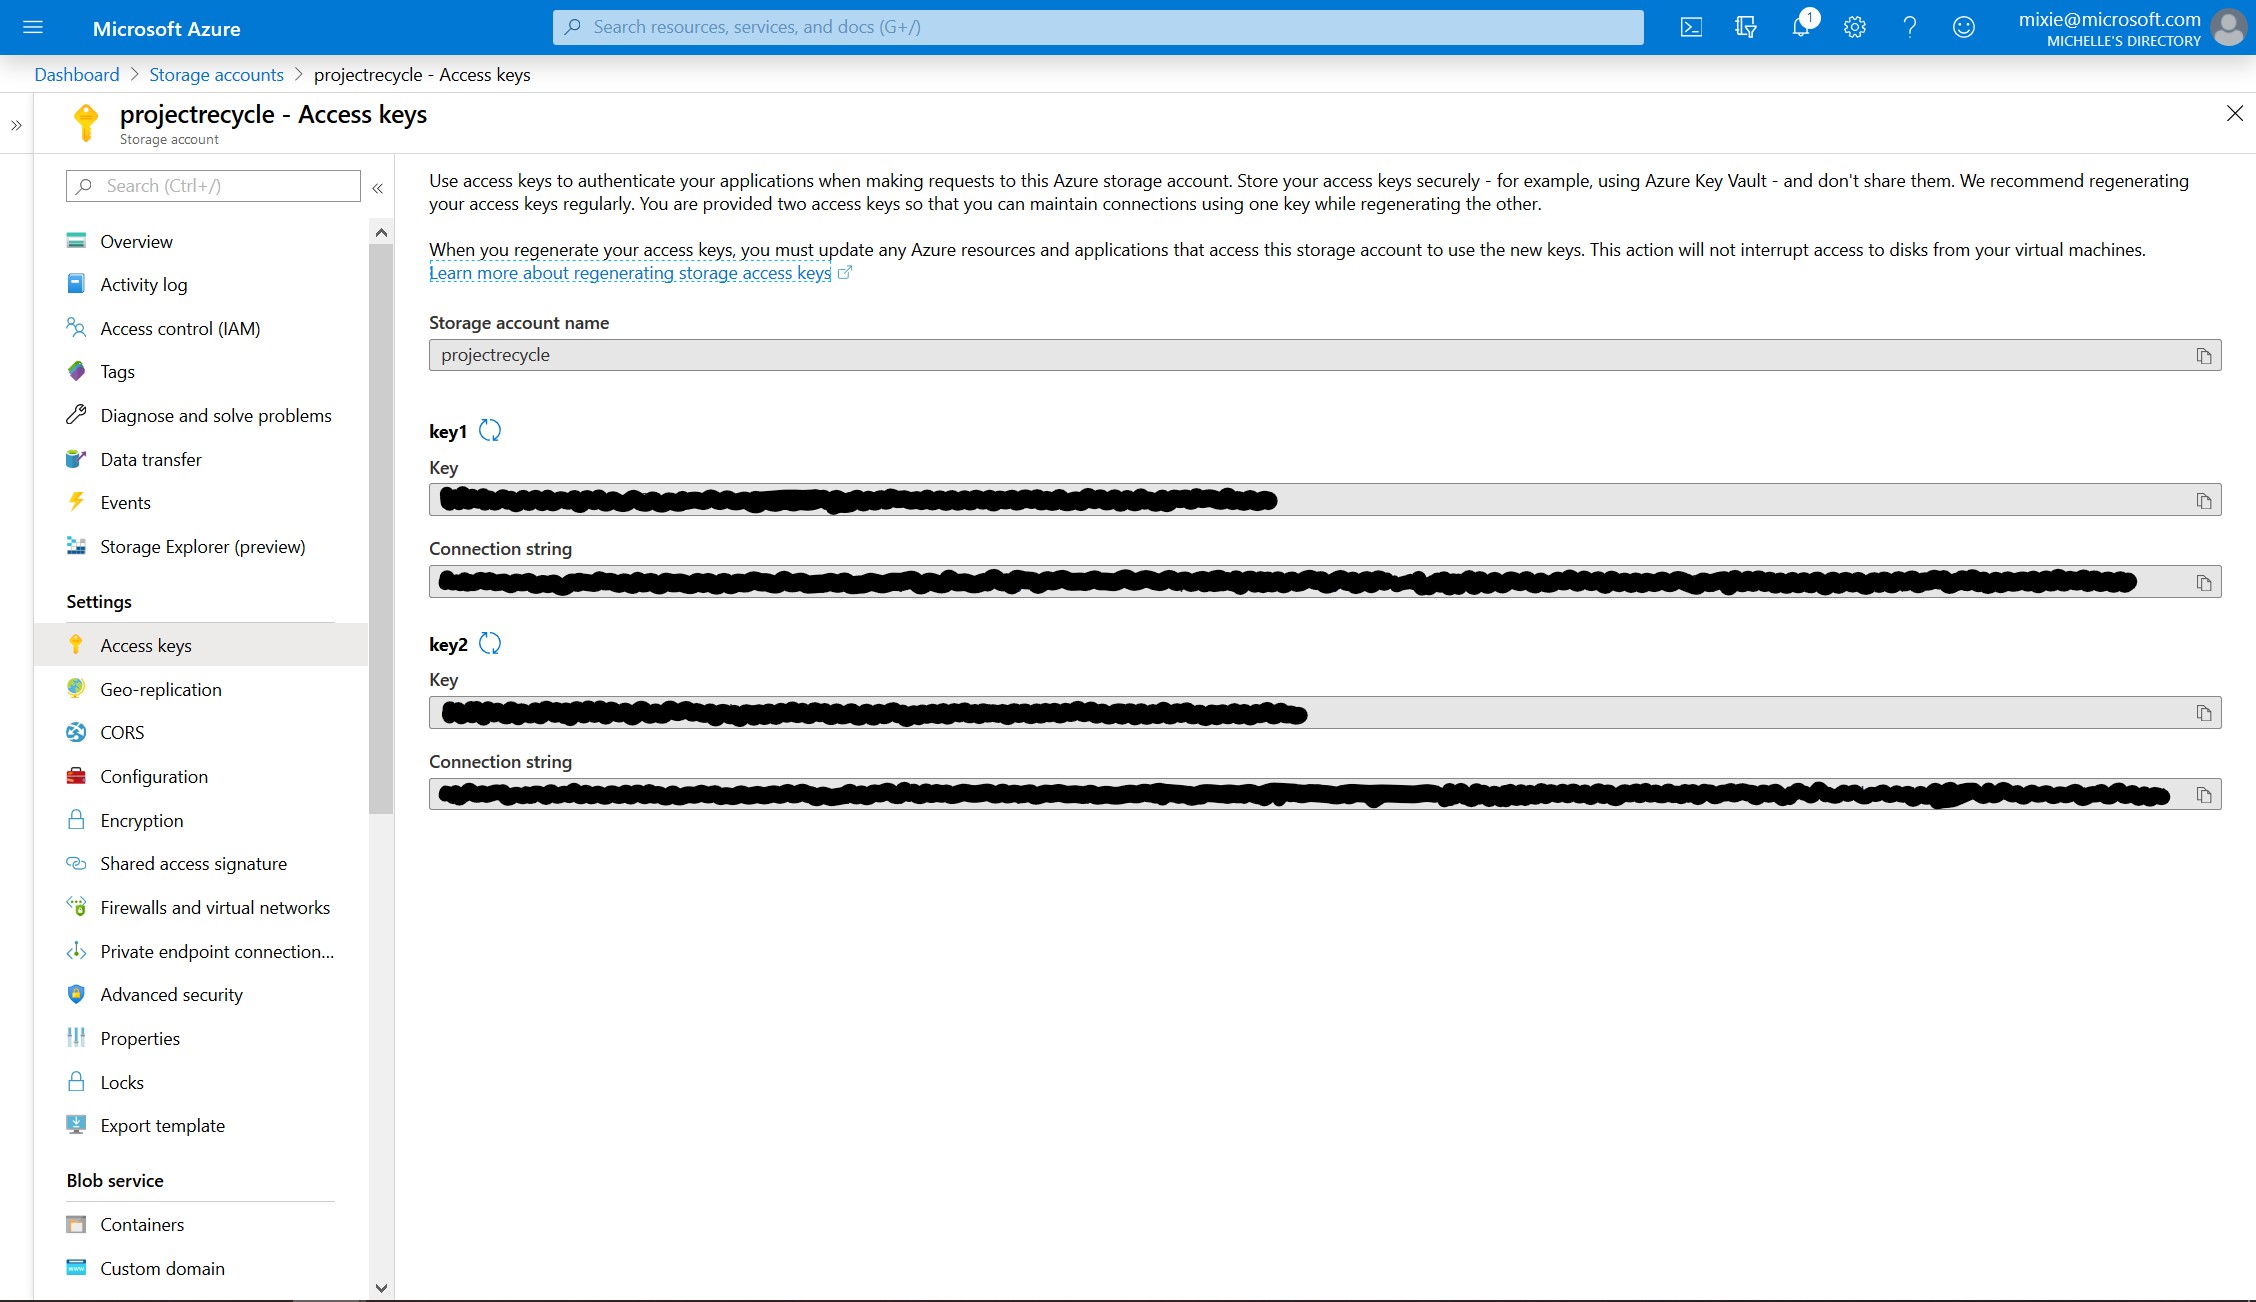 Microsoft Azure
Search resources, services, and docs (G+/)
1
mixie@microsoft.com
MICHELLE'S DIRECTORY
Dashboard > Storage accounts > projectrecycle - Access keys
projectrecycle - Access keys
Storage account
Search (Ctrl+/)
Overview
Activity log
Access control (IAM)
Tags
Diagnose and solve problems
Data transfer
Events
Storage Explorer (preview)
Settings
Access keys
Geo-replication
CORS
Configuration
Encryption
Shared access signature
Firewalls and virtual networks
Private endpoint connection...
Advanced security
Properties
Locks
Export template
Blob service
Containers
Custom domain
Use access keys to authenticate your applications when making requests to this Azure storage account. Store your access keys securely - for example, using Azure Key Vault - and don't share them. We recommend regenerating
your access keys regularly. You are provided two access keys so that you can maintain connections using one key while regenerating the other.
When you regenerate your access keys, you must update any Azure resources and applications that access this storage account to use the new keys. This action will not interrupt access to disks from your virtual machines.
Learn more about regenerating storage access keys
Storage account name
projectrecycle
key1
Key
Connection string
key2
Key
Connection string